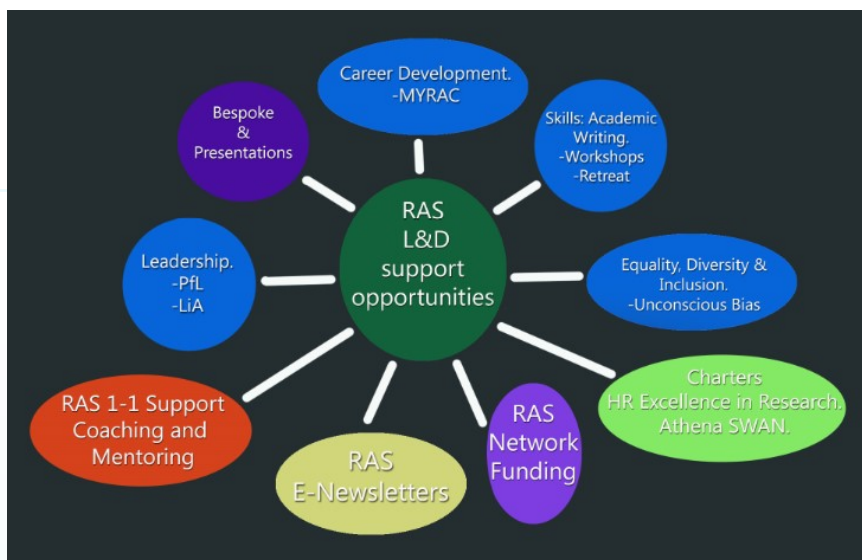 Career Development.
-MYRAC
Bespoke
&
Presentations
Skills: Academic
Writing.
-Workshops
-Retreat
RAS
L&D
support
opportunities
Leadership.
-PfL
-LiA
Equality, Diversity &
Inclusion.
-Unconscious Bias
Charters
HR Excellence in Research.
Athena SWAN.
RAS 1-1 Support
Coaching and
Mentoring
RAS
E-Newsletters
RAS
Network
Funding